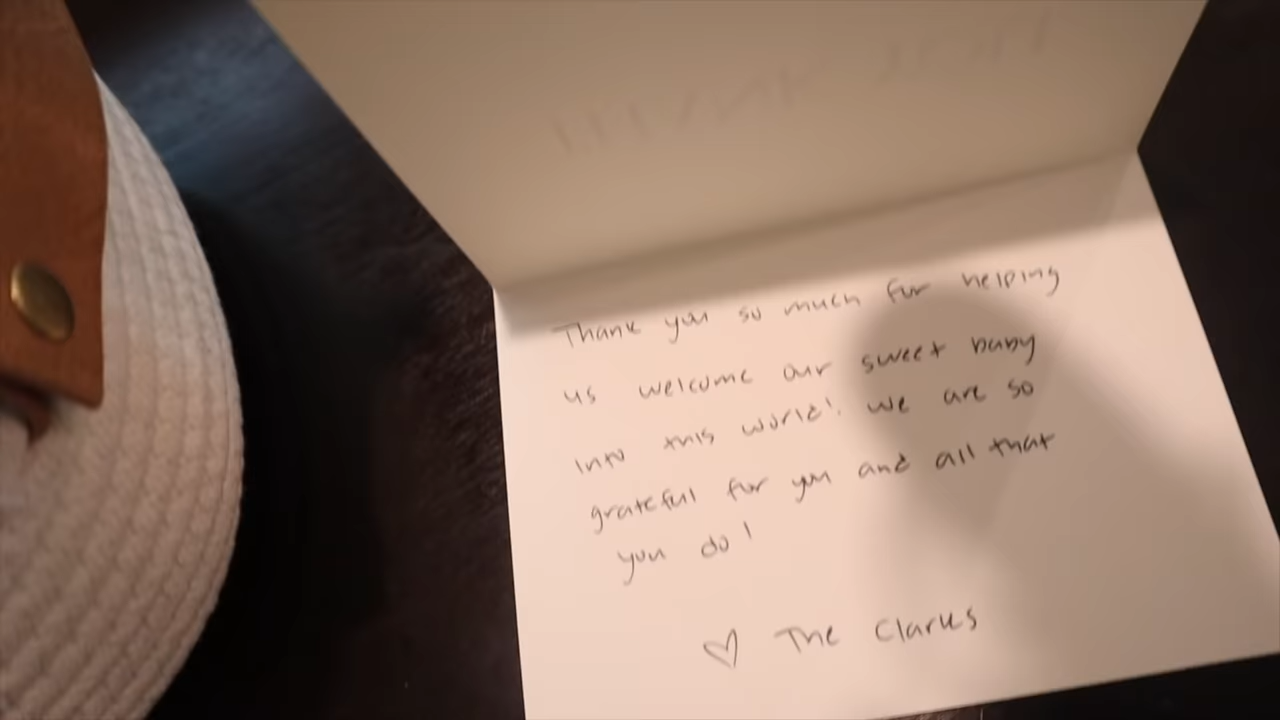 Thank you so much for helping
us welcome our sweet baby
into this world! We are so
grateful for you and all that
you do!
♡ The Clarks